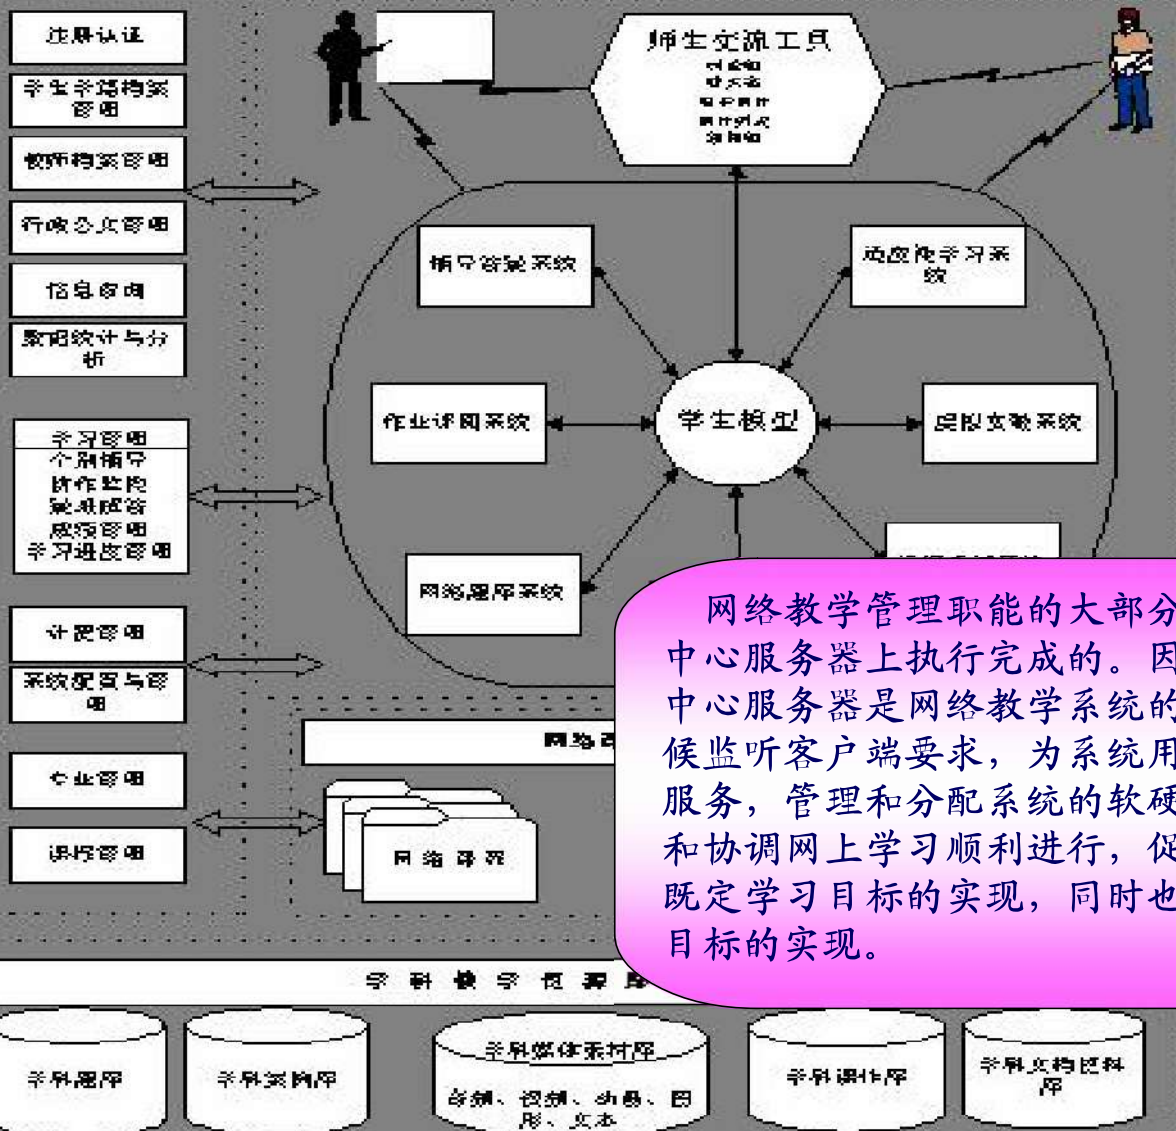 注册认证
学生学籍档案
管理
教师档案管理
行政公文管理
信息查询
数据统计与分
析
学习管理
个别辅导
协作监控
疑难解答
成绩管理
学习进度管理
计费管理
系统配置与管
理
专业管理
课程管理
师生交流工具
辅导答疑系统
适应性学习系
统
作业评阅系统
学生模型
虚拟实验系统
网络题库系统
网络
网络课程
网络教学管理职能的大部分
中心服务器上执行完成的。因
中心服务器是网络教学系统的
候监听客户端要求，为系统用
服务，管理和分配系统的软硬
和协调网上学习顺利进行，促
既定学习目标的实现，同时也
目标的实现。
学科教学资源库
学科题库
学科案例库
学科媒体素材库
音频、视频、动画、图
形、文本
学科课件库
学科文档资料
库